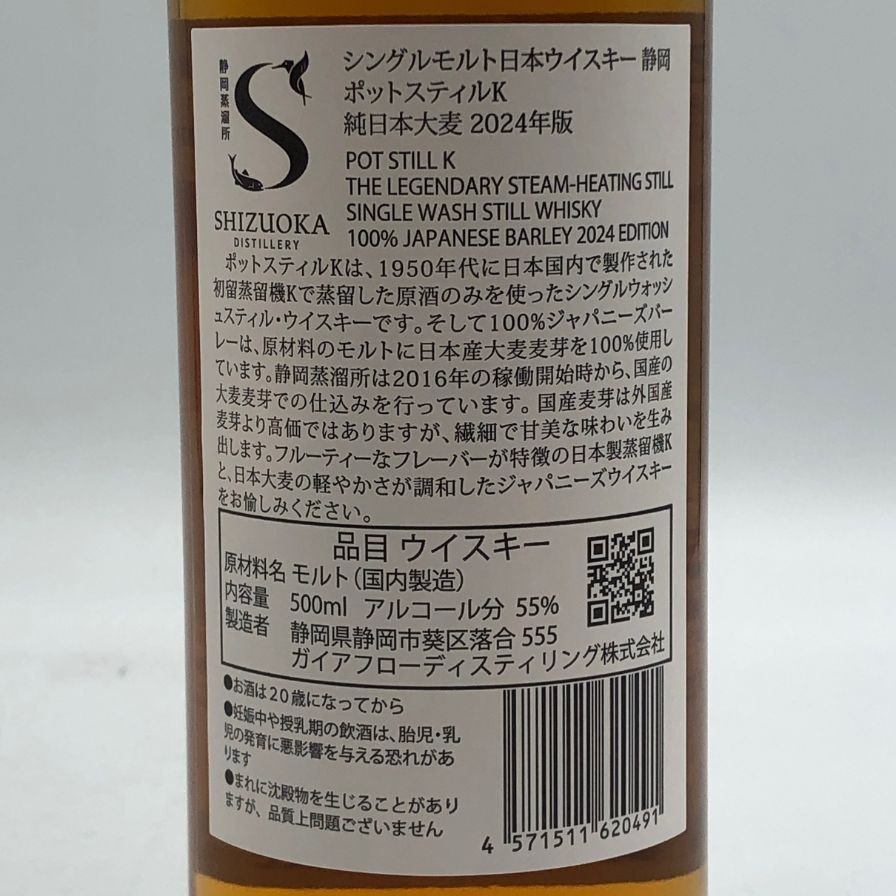 静岡蒸溜所
SHIZUOKA
DISTILLERY
シングルモルト日本ウイスキー 静岡
ポットスティルK
純日本大麦 2024年版
POT STILL K
THE LEGENDARY STEAM-HEATING STILL
SINGLE WASH STILL WHISKY
100% JAPANESE BARLEY 2024 EDITION
ポットスティルKは、1950年代に日本国内で製作された
初留蒸留機Kで蒸留した原酒のみを使ったシングルウォッシ
ュスティル・ウイスキーです。そして100%ジャパニーズバー
レーは、原材料のモルトに日本産大麦麦芽を100%使用し
ています。静岡蒸溜所は2016年の稼働開始時から、国産の
大麦麦芽での仕込みを行っています。国産麦芽は外国産
麦芽より高価ではありますが、繊細で甘美な味わいを生み
出します。フルーティーなフレーバーが特徴の日本製蒸留機K
と、日本大麦の軽やかさが調和したジャパニーズウイスキー
をお愉しみください。
品目 ウイスキー
原材料名 モルト(国内製造)
内容量 500ml アルコール分 55%
製造者 静岡県静岡市葵区落合 555
ガイアフローディスティリング株式会社
●お酒は20歳になってから
●妊娠中や授乳期の飲酒は、胎児・乳
児の発育に悪影響を与える恐れがあ
ります
●まれに沈殿物を生じることがあり
ますが、品質上問題ございません
4 571511 620491